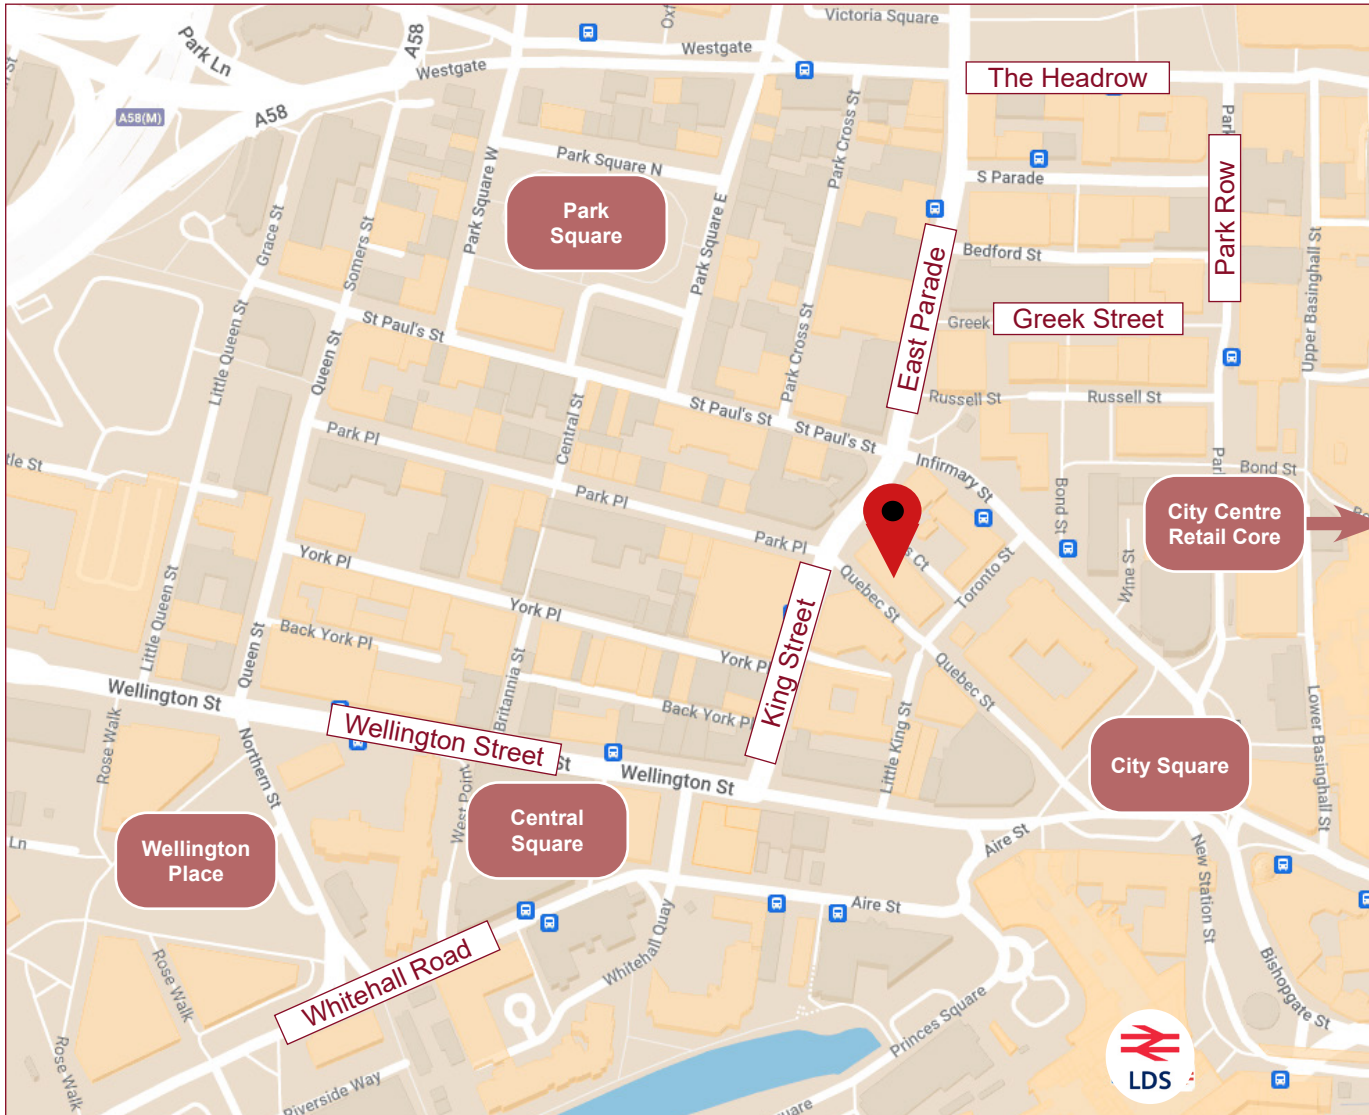 Victoria Square
Oxf
Park Ln
A58
Westgate
Westgate
The Headrow
A58(M)
A58
Park Square N
Park Cross St
Park
S Parade
Park Square W
Park
Square
Park Square E
Park Row
Grace St
Somers St
Bedford St
Upper Basinghall St
East Parade
Greek
Greek Street
St Paul's St
Little Queen St
Queen St
Park Cross St
Russell St
Russell St
St Paul's St
St Paul's St
Park Pl
Central St
Infirmary St
Bond St
Park Pl
Bond St
City Centre
Retail Core
Park Pl
s Ct
Toronto St
Wine St
York Pl
Quebec St
York Pl
Little Queen St
Queen St
Back York Pl
King Street
York P
Quebec St
Britannia St
Wellington St
Back York Pl
Little King St
Lower Basinghall St
Rose Walk
Wellington Street
St
Northern St
Wellington St
City Square
West Point
Central
Square
Aire St
Wellington
Place
Ln
New Station St
Aire St
Whitehall Road
Whitehall Quay
Rose Walk
Bishopgate St
Princes Square
Rose Walk
LDS
Riverside Way
quare